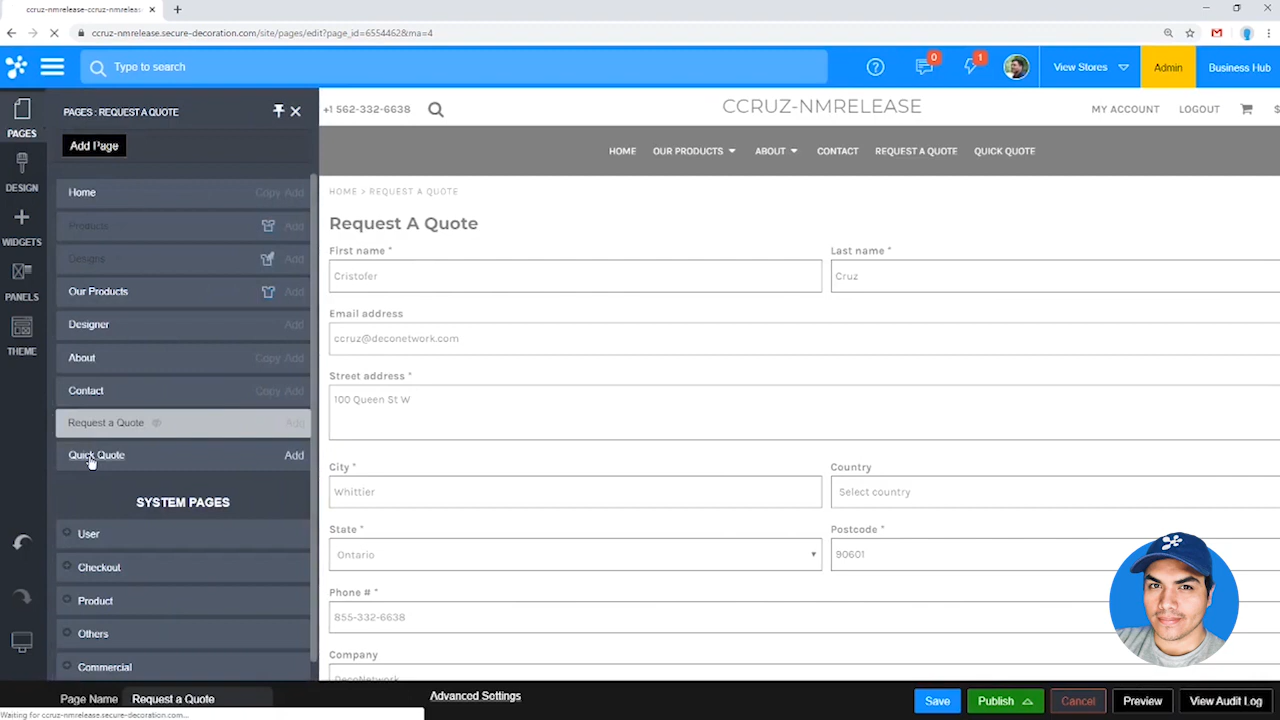 ccruz-nmrelease-ccruz-nmreleas
ccruz-nmrelease.secure-decoration.com/site/pages/edit?page_id=6554462&rna=4
Type to search
0
1
View Stores
Admin
Business Hub
PAGES
DESIGN
WIDGETS
PANELS
THEME
PAGES : REQUEST A QUOTE
Add Page
Home Copy Add
Products Add
Designs Add
Our Products Add
Designer Add
About Copy Add
Contact Copy Add
Request a Quote Add
Quick Quote Add
SYSTEM PAGES
User
Checkout
Product
Others
Commercial
+1 562-332-6638
CCRUZ-NMRELEASE
MY ACCOUNT LOGOUT $
HOME OUR PRODUCTS ABOUT CONTACT REQUEST A QUOTE QUICK QUOTE
HOME > REQUEST A QUOTE
Request A Quote
First name * Last name *
Cristofer Cruz
Email address
ccruz@deconetwork.com
Street address *
100 Queen St W
City * Country
Whittier Select country
State * Postcode *
Ontario 90601
Phone # *
855-332-6638
Company
DecoNetwork
Page Name Request a Quote
Advanced Settings
Save Publish Cancel Preview View Audit Log
Waiting for ccruz-nmrelease.secure-decoration.com...